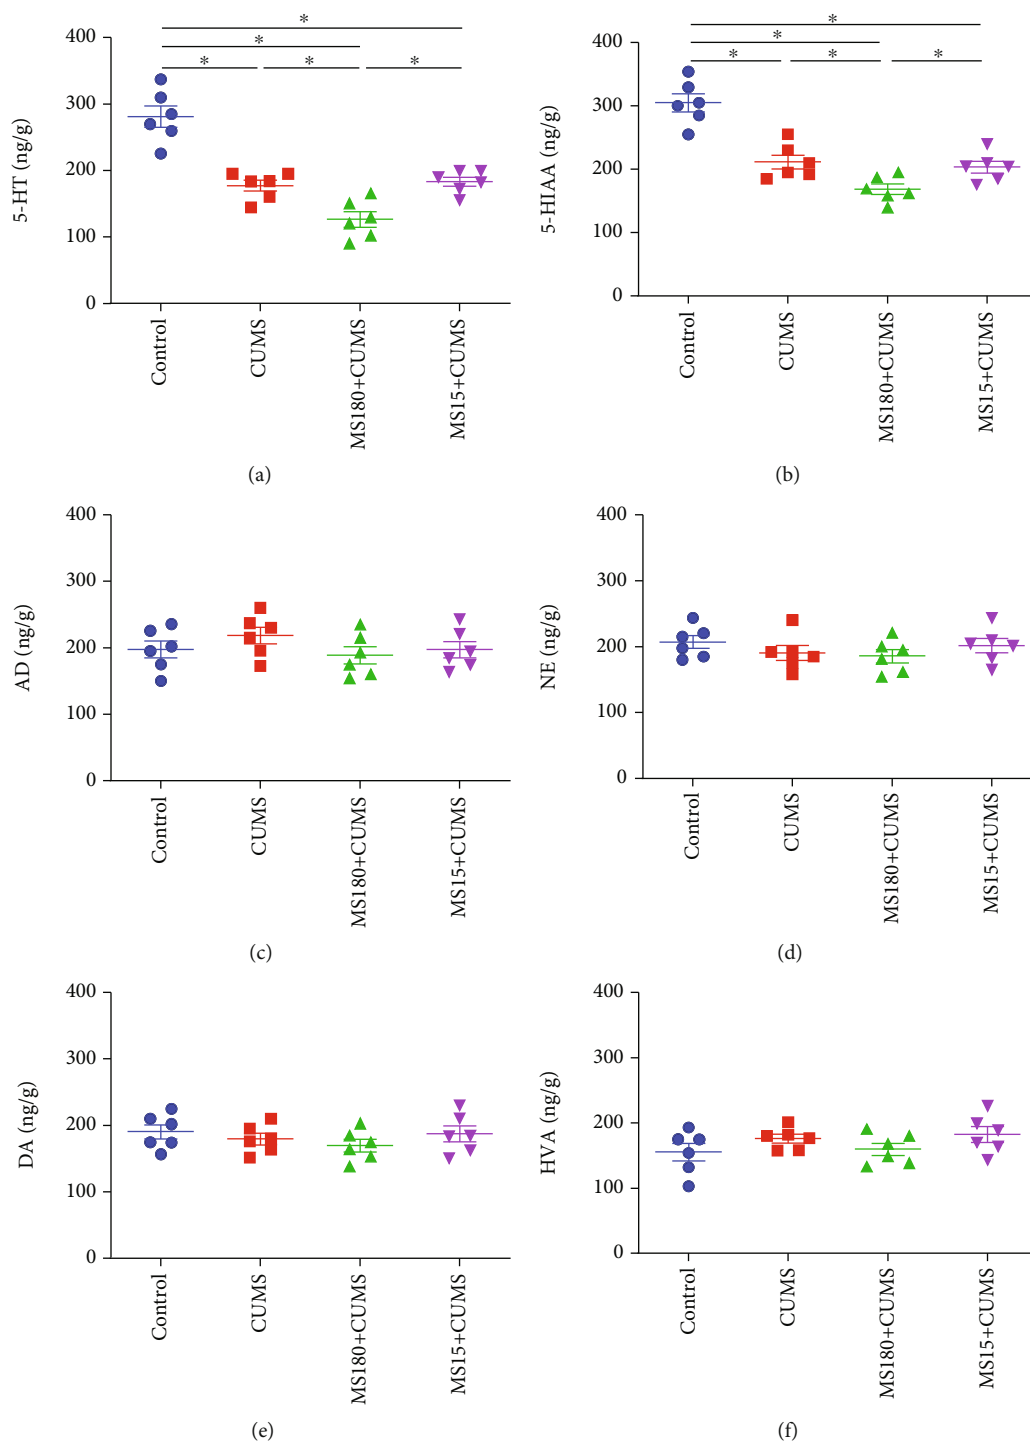 *
*
* * *
400
300
200
100
0
5-HT (ng/g)
Control
CUMS
MS180+CUMS
MS15+CUMS
(a)
*
*
* * *
400
300
200
100
0
5-HIAA (ng/g)
Control
CUMS
MS180+CUMS
MS15+CUMS
(b)
400
300
200
100
0
AD (ng/g)
Control
CUMS
MS180+CUMS
MS15+CUMS
(c)
400
300
200
100
0
NE (ng/g)
Control
CUMS
MS180+CUMS
MS15+CUMS
(d)
400
300
200
100
0
DA (ng/g)
Control
CUMS
MS180+CUMS
MS15+CUMS
(e)
400
300
200
100
0
HVA (ng/g)
Control
CUMS
MS180+CUMS
MS15+CUMS
(f)